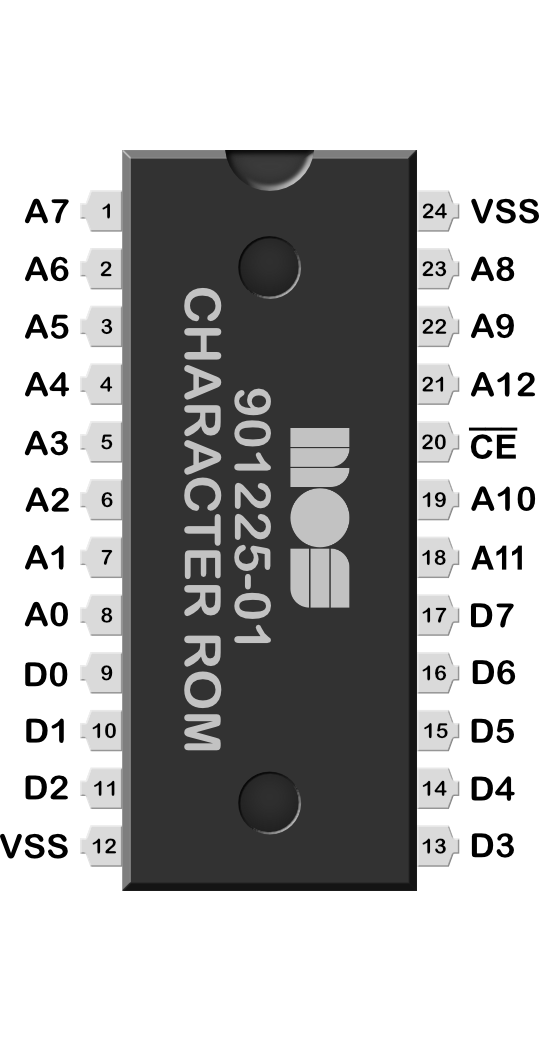 A7 1
A6 2
A5 3
A4 4
A3 5
A2 6
A1 7
A0 8
D0 9
D1 10
D2 11
VSS 12
mos
901225-01
CHARACTER ROM
24 VSS
23 A8
22 A9
21 A12
20 C̅E̅
19 A10
18 A11
17 D7
16 D6
15 D5
14 D4
13 D3